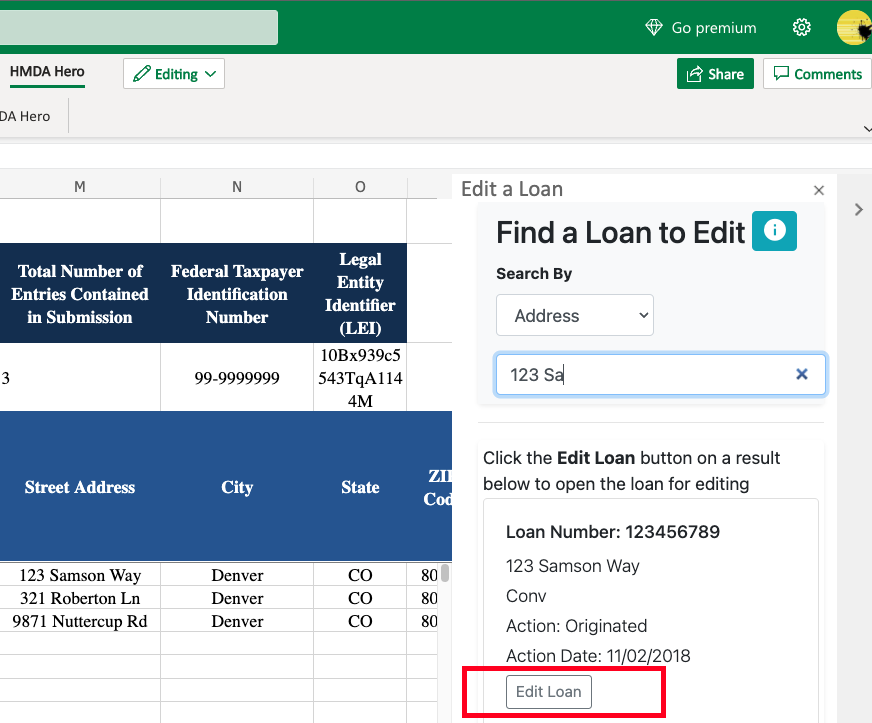 Go premium
HMDA Hero
Editing
Share
Comments
DA Hero
M
N
O
Total Number of
Entries Contained
in Submission
Federal Taxpayer
Identification
Number
Legal
Entity
Identifier
(LEI)
3
99-9999999
10Bx939c5
543TqA114
4M
Street Address
City
State
ZI
Cod
123 Samson Way
Denver
CO
80
321 Roberton Ln
Denver
CO
80
9871 Nuttercup Rd
Denver
CO
80
Edit a Loan
Find a Loan to Edit
Search By
Address
123 Sa
Click the Edit Loan button on a result
below to open the loan for editing
Loan Number: 123456789
123 Samson Way
Conv
Action: Originated
Action Date: 11/02/2018
Edit Loan